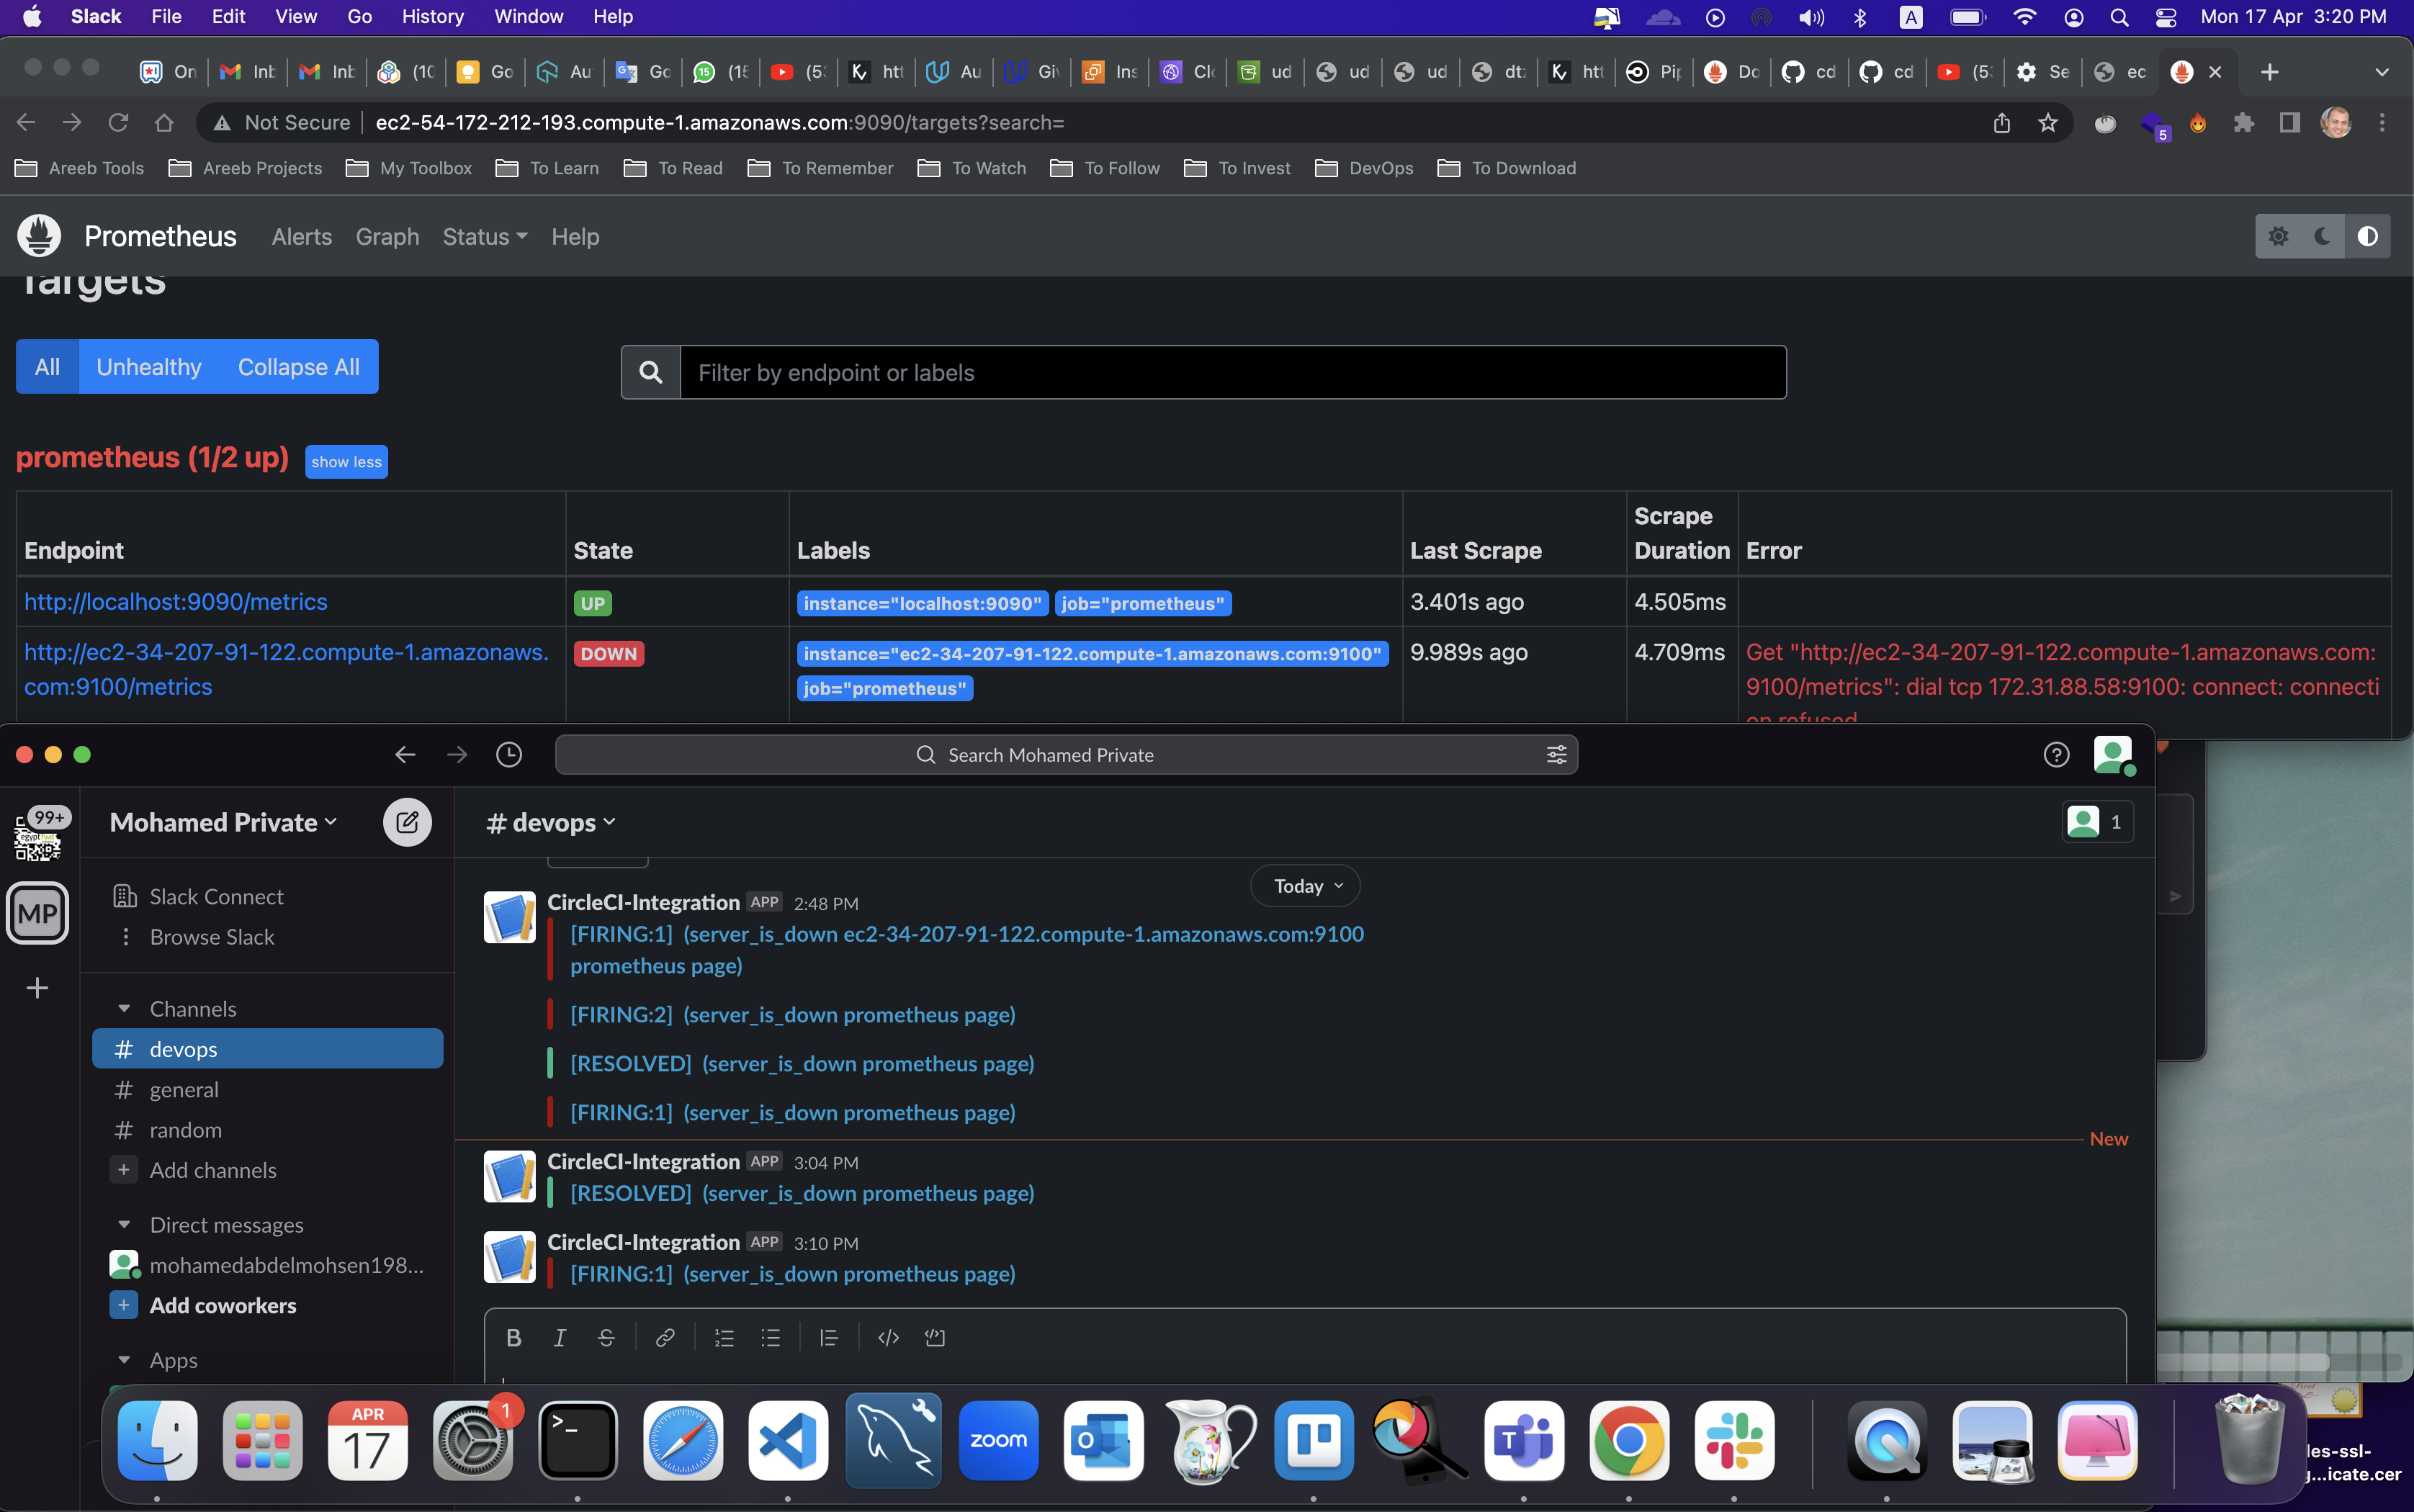 Slack File Edit View Go History Window Help A Mon 17 Apr 3:20 PM
On Inb Inb (10 Go Au Go (15 (5: htt Au Giv Ins Clo ud ud ud dt: htt Pip Do cd cd (5: Se ec
Not Secure ec2-54-172-212-193.compute-1.amazonaws.com:9090/targets?search= 5
Areeb Tools Areeb Projects My Toolbox To Learn To Read To Remember To Watch To Follow To Invest DevOps To Download
Prometheus Alerts Graph Status Help
Targets
All Unhealthy Collapse All
Filter by endpoint or labels
prometheus (1/2 up) show less
Endpoint State Labels Last Scrape Scrape Duration Error
http://localhost:9090/metrics UP instance="localhost:9090" job="prometheus" 3.401s ago 4.505ms
http://ec2-34-207-91-122.compute-1.amazonaws. DOWN instance="ec2-34-207-91-122.compute-1.amazonaws.com:9100" 9.989s ago 4.709ms Get "http://ec2-34-207-91-122.compute-1.amazonaws.com:
com:9100/metrics job="prometheus" 9100/metrics": dial tcp 172.31.88.58:9100: connect: connecti
on refused
Search Mohamed Private
99+
egyptfwd
Mohamed Private
# devops
1
MP
Slack Connect
Browse Slack
Channels
# devops
# general
# random
Add channels
Direct messages
mohamedabdelmohsen198...
Add coworkers
Apps
Today
CircleCI-Integration APP 2:48 PM
[FIRING:1] (server_is_down ec2-34-207-91-122.compute-1.amazonaws.com:9100
prometheus page)
[FIRING:2] (server_is_down prometheus page)
[RESOLVED] (server_is_down prometheus page)
[FIRING:1] (server_is_down prometheus page)
New
CircleCI-Integration APP 3:04 PM
[RESOLVED] (server_is_down prometheus page)
CircleCI-Integration APP 3:10 PM
[FIRING:1] (server_is_down prometheus page)
APR
17
1
zoom
les-ssl-
g...icate.cer